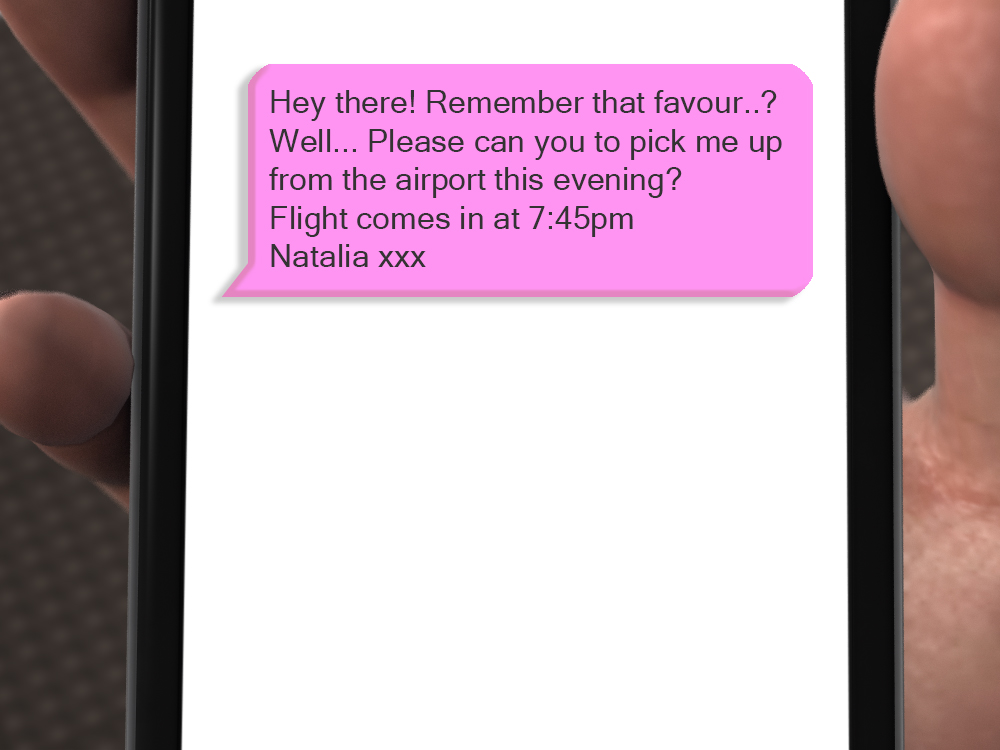 Hey there! Remember that favour..?
Well... Please can you to pick me up
from the airport this evening?
Flight comes in at 7:45pm
Natalia xxx